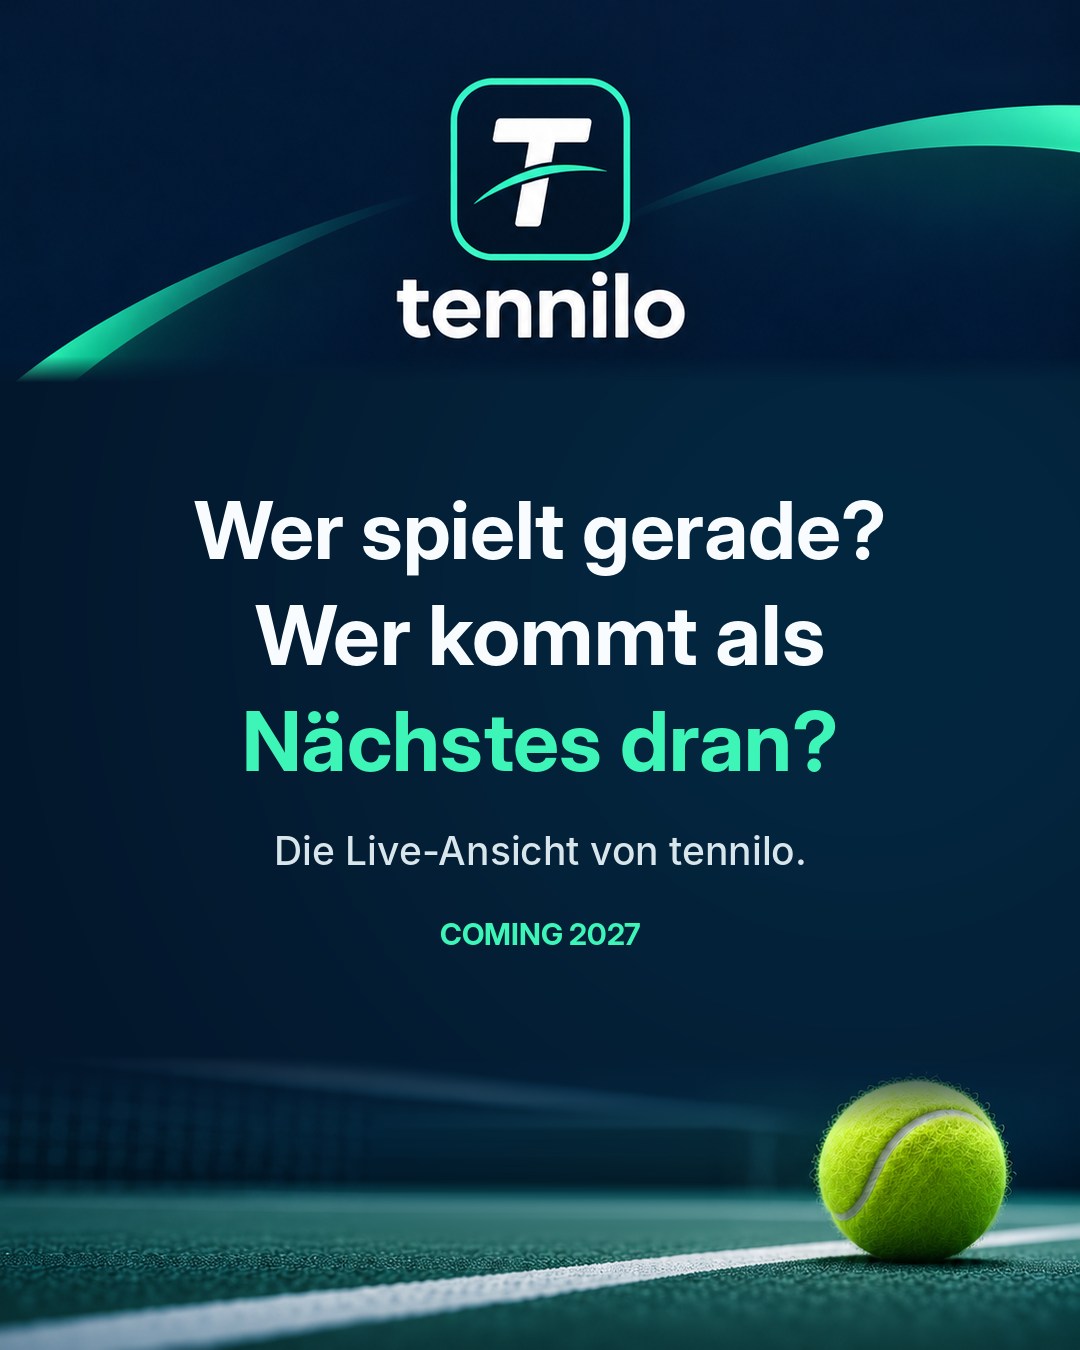 T
tennilo
Wer spielt gerade?
Wer kommt als
Nächstes dran?
Die Live-Ansicht von tennilo.
COMING 2027